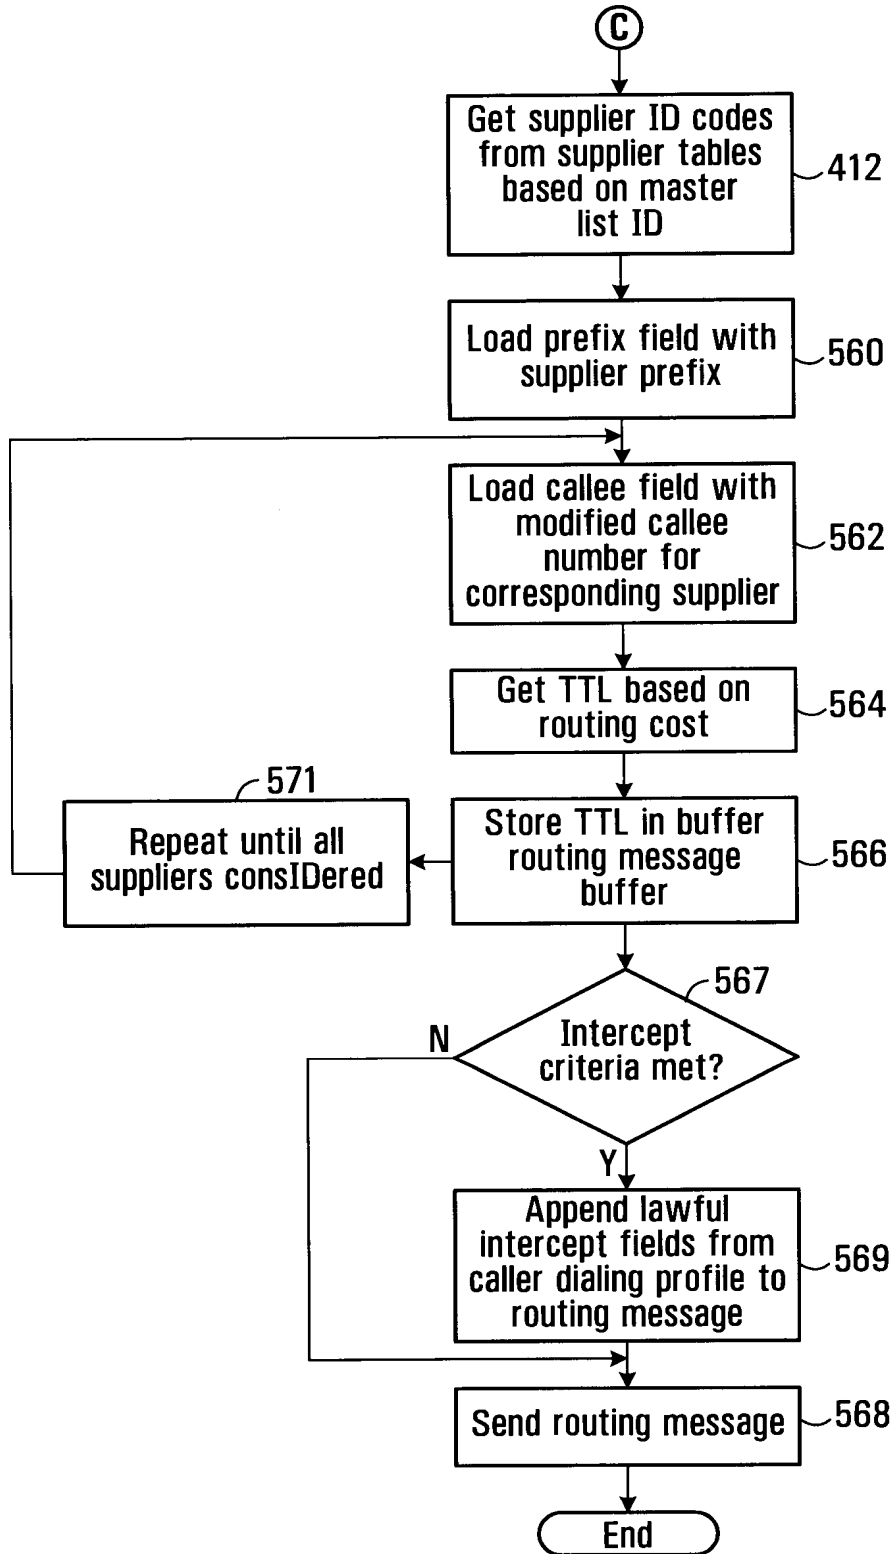 C
Get supplier ID codes
from supplier tables
based on master
list ID
412
Load prefix field with
supplier prefix
560
Load callee field with
modified callee
number for
corresponding supplier
562
Get TTL based on
routing cost
564
571
Repeat until all
suppliers consIDered
Store TTL in buffer
routing message
buffer
566
567
Intercept
criteria met?
N
Y
Append lawful
intercept fields from
caller dialing profile to
routing message
569
Send routing message
568
End